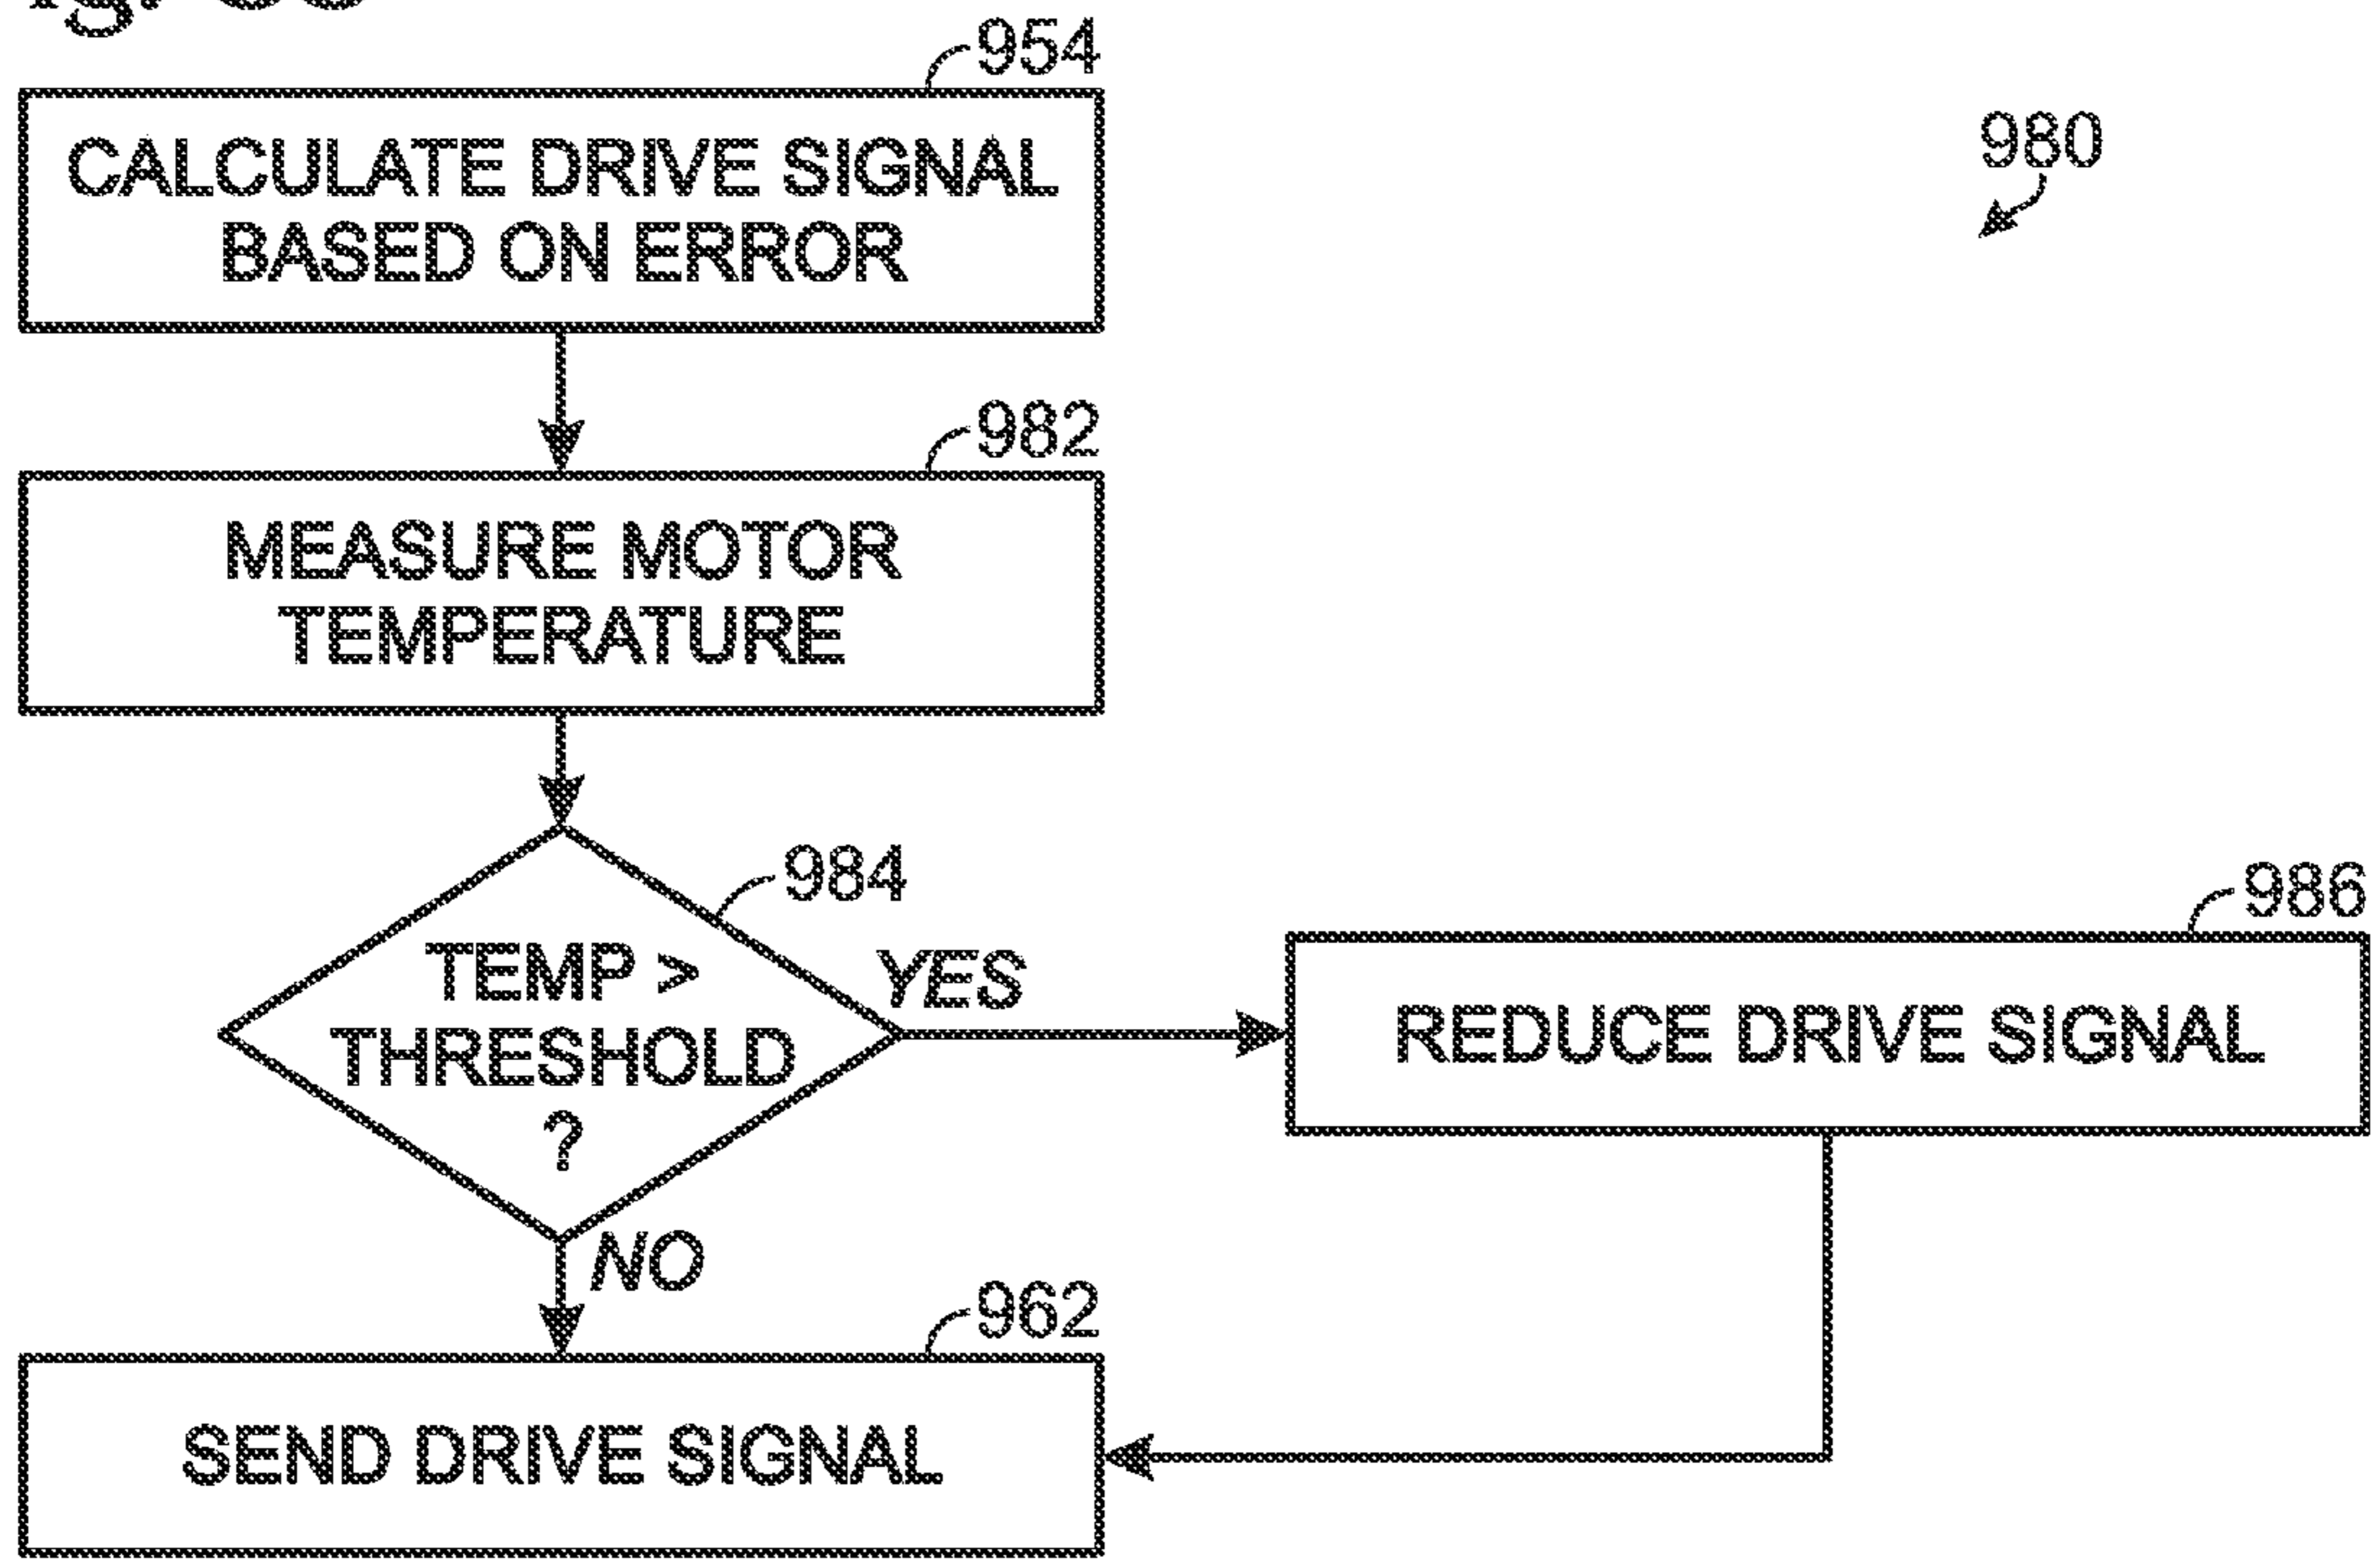 954
CALCULATE DRIVE SIGNAL
BASED ON ERROR
980
982
MEASURE MOTOR
TEMPERATURE
984
TEMP >
THRESHOLD
?
YES
986
REDUCE DRIVE SIGNAL
NO
962
SEND DRIVE SIGNAL